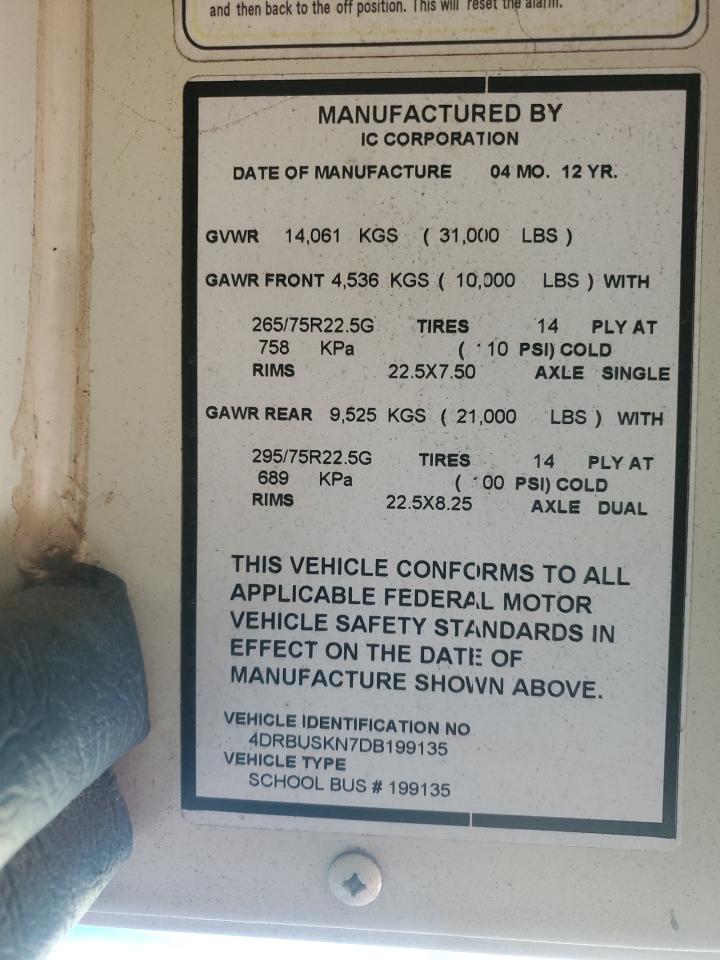 and then back to the off position. This will reset the alarm.
MANUFACTURED BY
IC CORPORATION
DATE OF MANUFACTURE 04 MO. 12 YR.
GVWR 14,061 KGS ( 31,000 LBS )
GAWR FRONT 4,536 KGS ( 10,000 LBS ) WITH
265/75R22.5G TIRES 14 PLY AT
758 KPa ( 110 PSI) COLD
RIMS 22.5X7.50 AXLE SINGLE
GAWR REAR 9,525 KGS ( 21,000 LBS ) WITH
295/75R22.5G TIRES 14 PLY AT
689 KPa ( 100 PSI) COLD
RIMS 22.5X8.25 AXLE DUAL
THIS VEHICLE CONFORMS TO ALL
APPLICABLE FEDERAL MOTOR
VEHICLE SAFETY STANDARDS IN
EFFECT ON THE DATE OF
MANUFACTURE SHOWN ABOVE.
VEHICLE IDENTIFICATION NO
4DRBUSKN7DB199135
VEHICLE TYPE
SCHOOL BUS # 199135